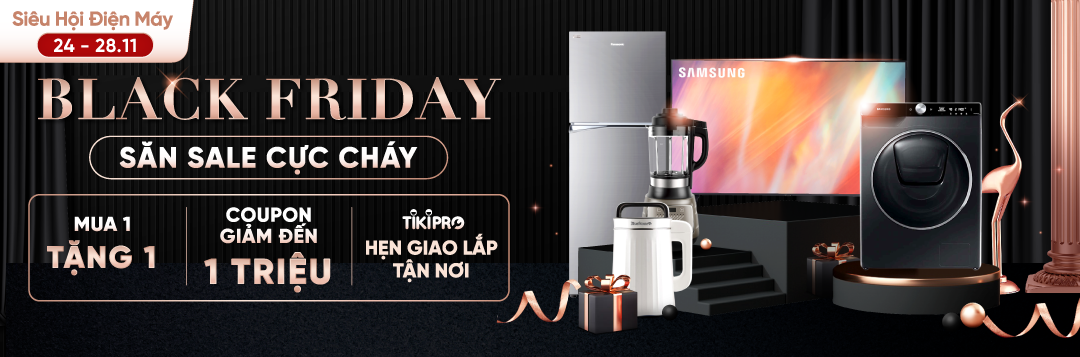 Siêu Hội Điện Máy
24 - 28.11
BLACK FRIDAY
SĂN SALE CỰC CHÁY
MUA 1
TẶNG 1
COUPON
GIẢM ĐẾN
1 TRIỆU
TIKIPRO
HẸN GIAO LẮP
TẬN NƠI
Panasonic
SAMSUNG